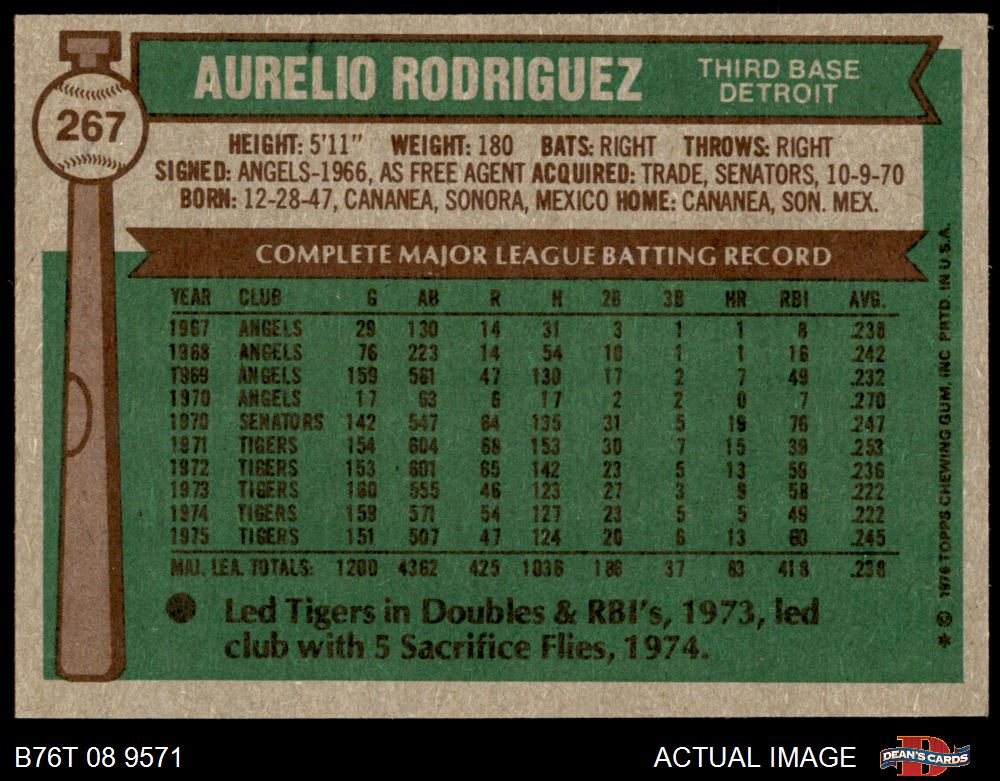 267
AURELIO RODRIGUEZ THIRD BASE DETROIT
HEIGHT: 5'11" WEIGHT: 180 BATS: RIGHT THROWS: RIGHT
SIGNED: ANGELS-1966, AS FREE AGENT ACQUIRED: TRADE, SENATORS, 10-9-70
BORN: 12-28-47, CANANEA, SONORA, MEXICO HOME: CANANEA, SON. MEX.
COMPLETE MAJOR LEAGUE BATTING RECORD
YEAR CLUB G AB R H 2B 3B HR RBI AVG.
1967 ANGELS 29 130 14 31 3 1 1 8 .238
1968 ANGELS 76 223 14 54 10 1 1 16 .242
1969 ANGELS 159 561 47 130 17 2 7 49 .232
1970 ANGELS 17 63 6 17 2 2 0 7 .270
1970 SENATORS 142 547 64 135 31 5 19 76 .247
1971 TIGERS 154 604 68 153 30 7 15 39 .253
1972 TIGERS 153 601 65 142 23 5 13 56 .236
1973 TIGERS 160 555 46 123 27 3 9 58 .222
1974 TIGERS 159 571 54 127 23 5 5 49 .222
1975 TIGERS 151 507 47 124 20 6 13 60 .245
MAJ. LEA. TOTALS: 1200 4362 425 1036 186 37 83 418 .238
Led Tigers in Doubles & RBI's, 1973, led
club with 5 Sacrifice Flies, 1974.
* © 1976 TOPPS CHEWING GUM, INC PRTD. IN U.S.A.
B76T 08 9571 ACTUAL IMAGE DEAN'S CARDS